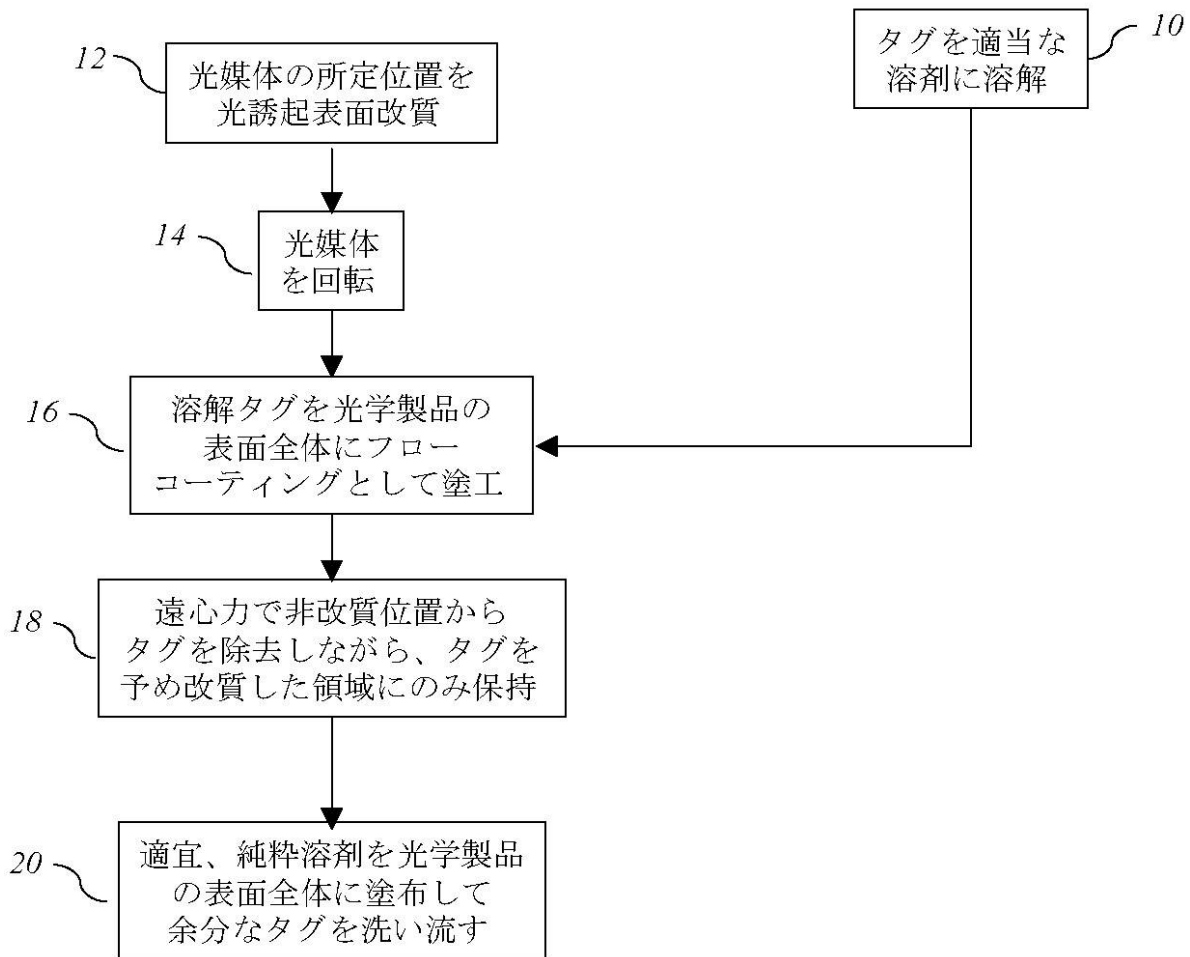 12
光媒体の所定位置を
光誘起表面改質
10
タグを適当な
溶剤に溶解
14
光媒体
を回転
16
溶解タグを光学製品の
表面全体にフロー
コーティングとして塗工
18
遠心力で非改質位置から
タグを除去しながら、タグを
予め改質した領域にのみ保持
20
適宜、純粋溶剤を光学製品
の表面全体に塗布して
余分なタグを洗い流す